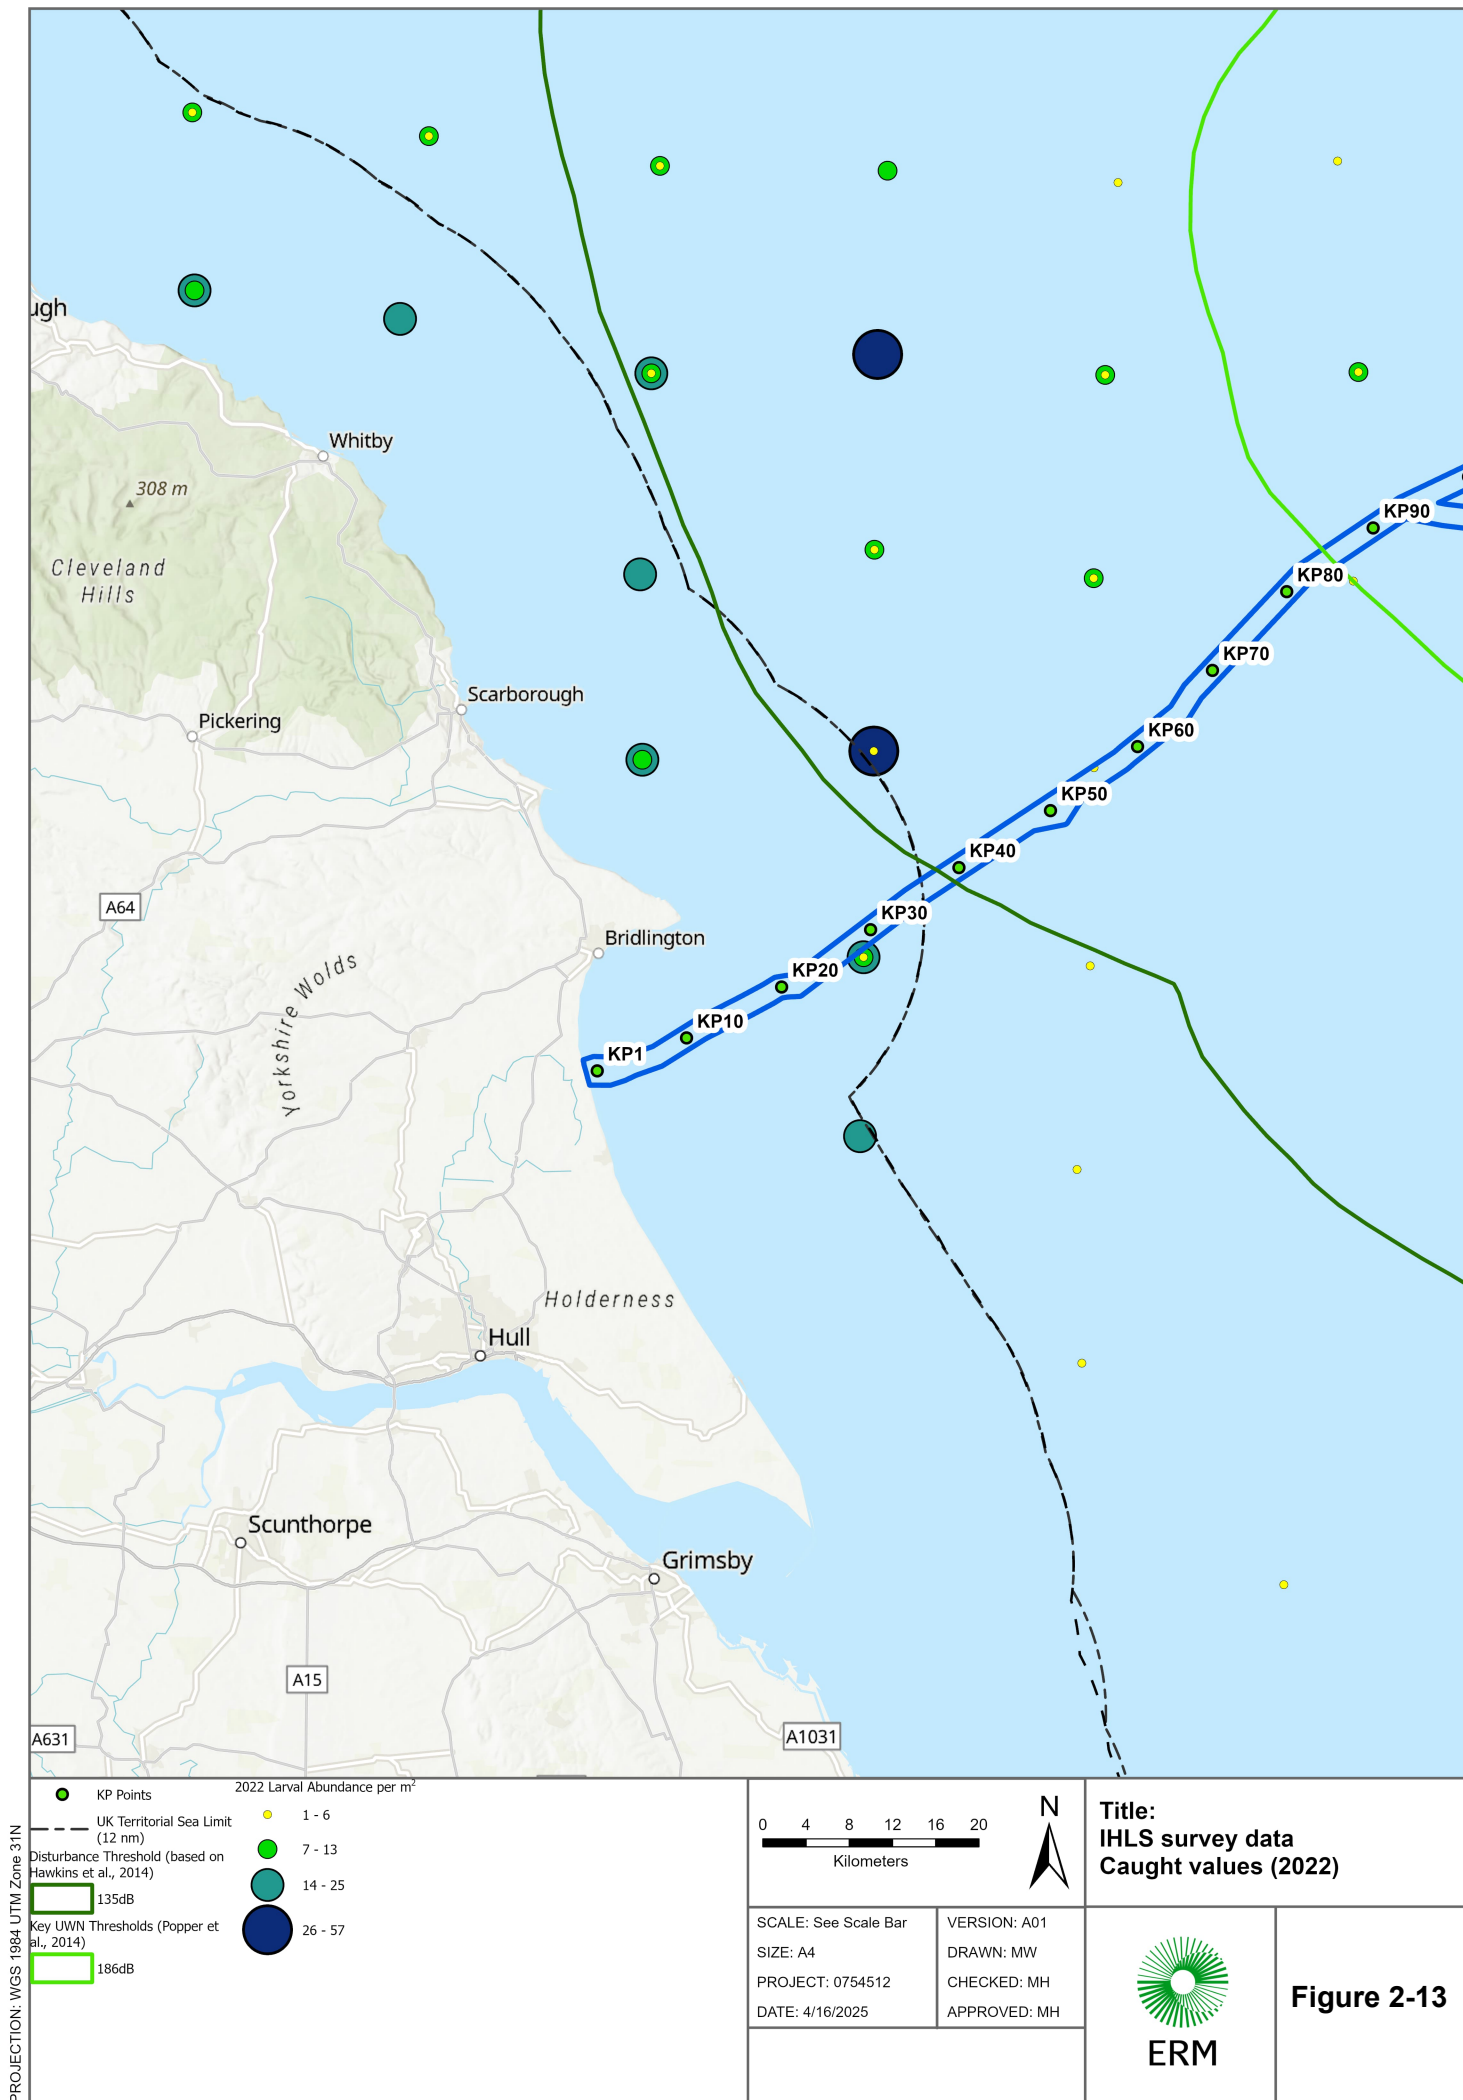 ugh
Whitby
308 m
Cleveland
Hills
KP90
KP80
KP70
Scarborough
Pickering
KP60
KP50
KP40
A64
KP30
Bridlington
Yorkshire Wolds
KP20
KP10
KP1
Holderness
Hull
Scunthorpe
Grimsby
A15
A631
A1031
PROJECTION: WGS 1984 UTM Zone 31N
KP Points
UK Territorial Sea Limit
(12 nm)
Disturbance Threshold (based on
Hawkins et al., 2014)
135dB
Key UWN Thresholds (Popper et
al., 2014)
186dB
2022 Larval Abundance per m²
1 - 6
7 - 13
14 - 25
26 - 57
0 4 8 12 16 20
Kilometers
N
Title:
IHLS survey data
Caught values (2022)
SCALE: See Scale Bar
SIZE: A4
PROJECT: 0754512
DATE: 4/16/2025
VERSION: A01
DRAWN: MW
CHECKED: MH
APPROVED: MH
ERM
Figure 2-13